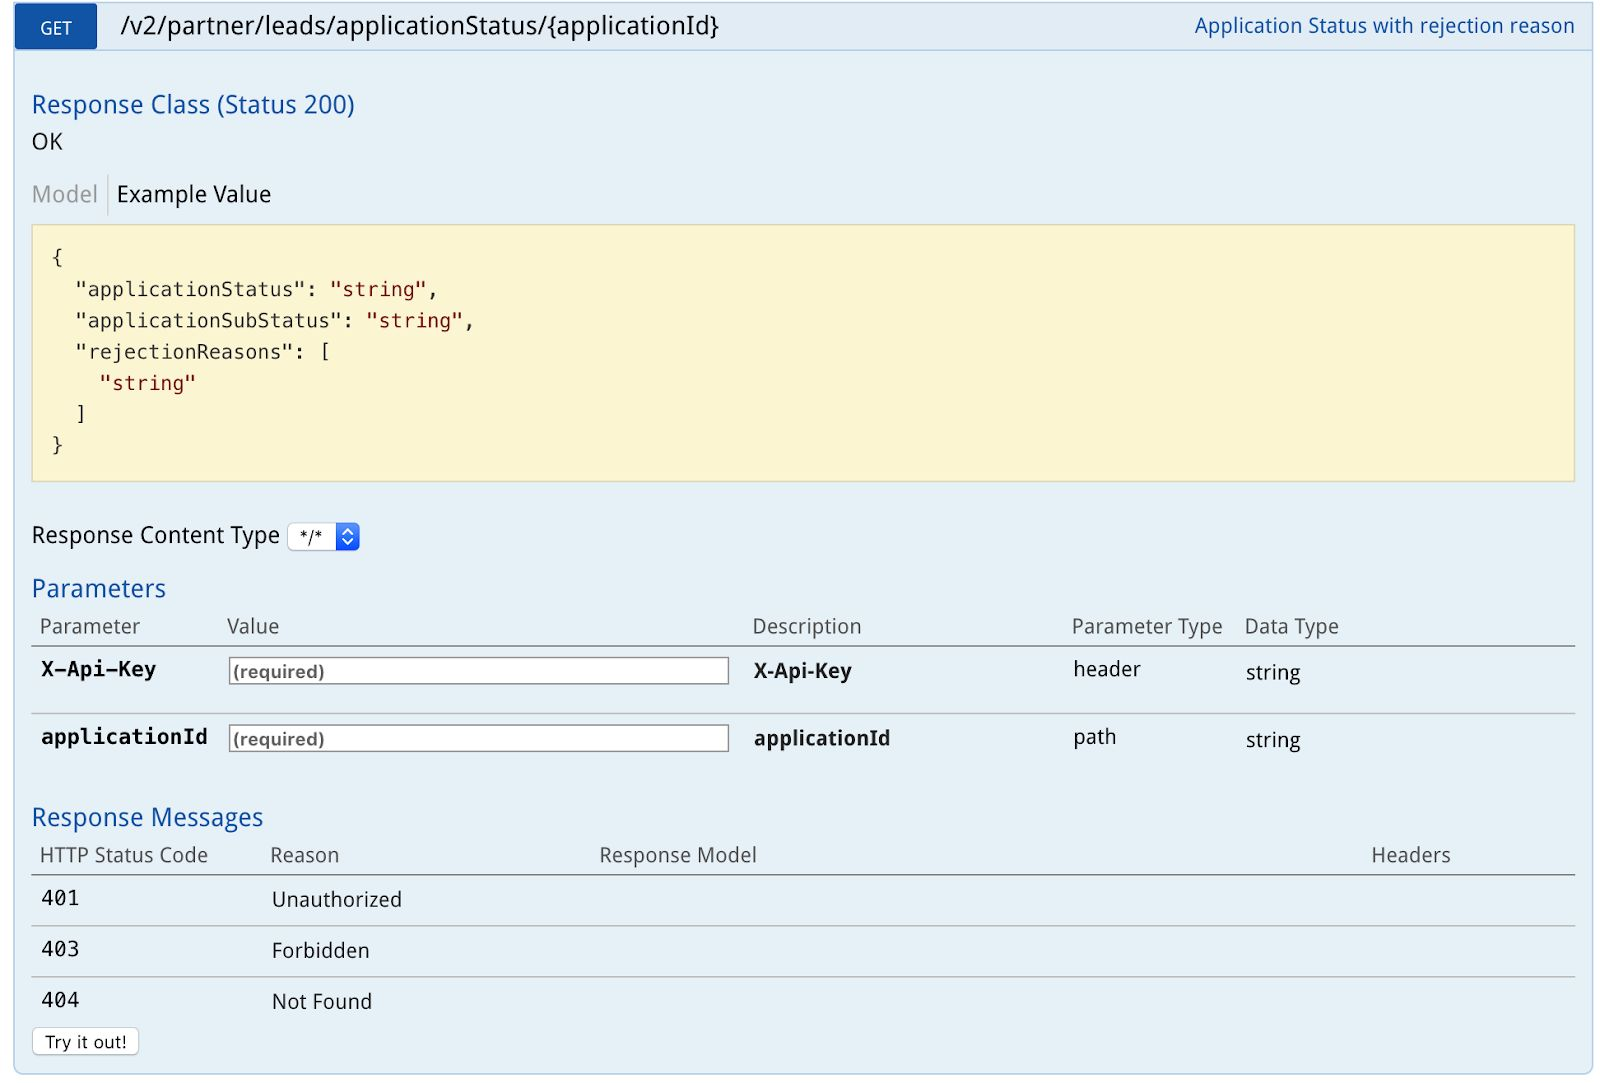 GET /v2/partner/leads/applicationStatus/{applicationId} Application Status with rejection reason
Response Class (Status 200)
OK
Model Example Value
{
"applicationStatus": "string",
"applicationSubStatus": "string",
"rejectionReasons": [
"string"
]
}
Response Content Type */*
Parameters
Parameter Value Description Parameter Type Data Type
X-Api-Key (required) X-Api-Key header string
applicationId (required) applicationId path string
Response Messages
HTTP Status Code Reason Response Model Headers
401 Unauthorized
403 Forbidden
404 Not Found
Try it out!